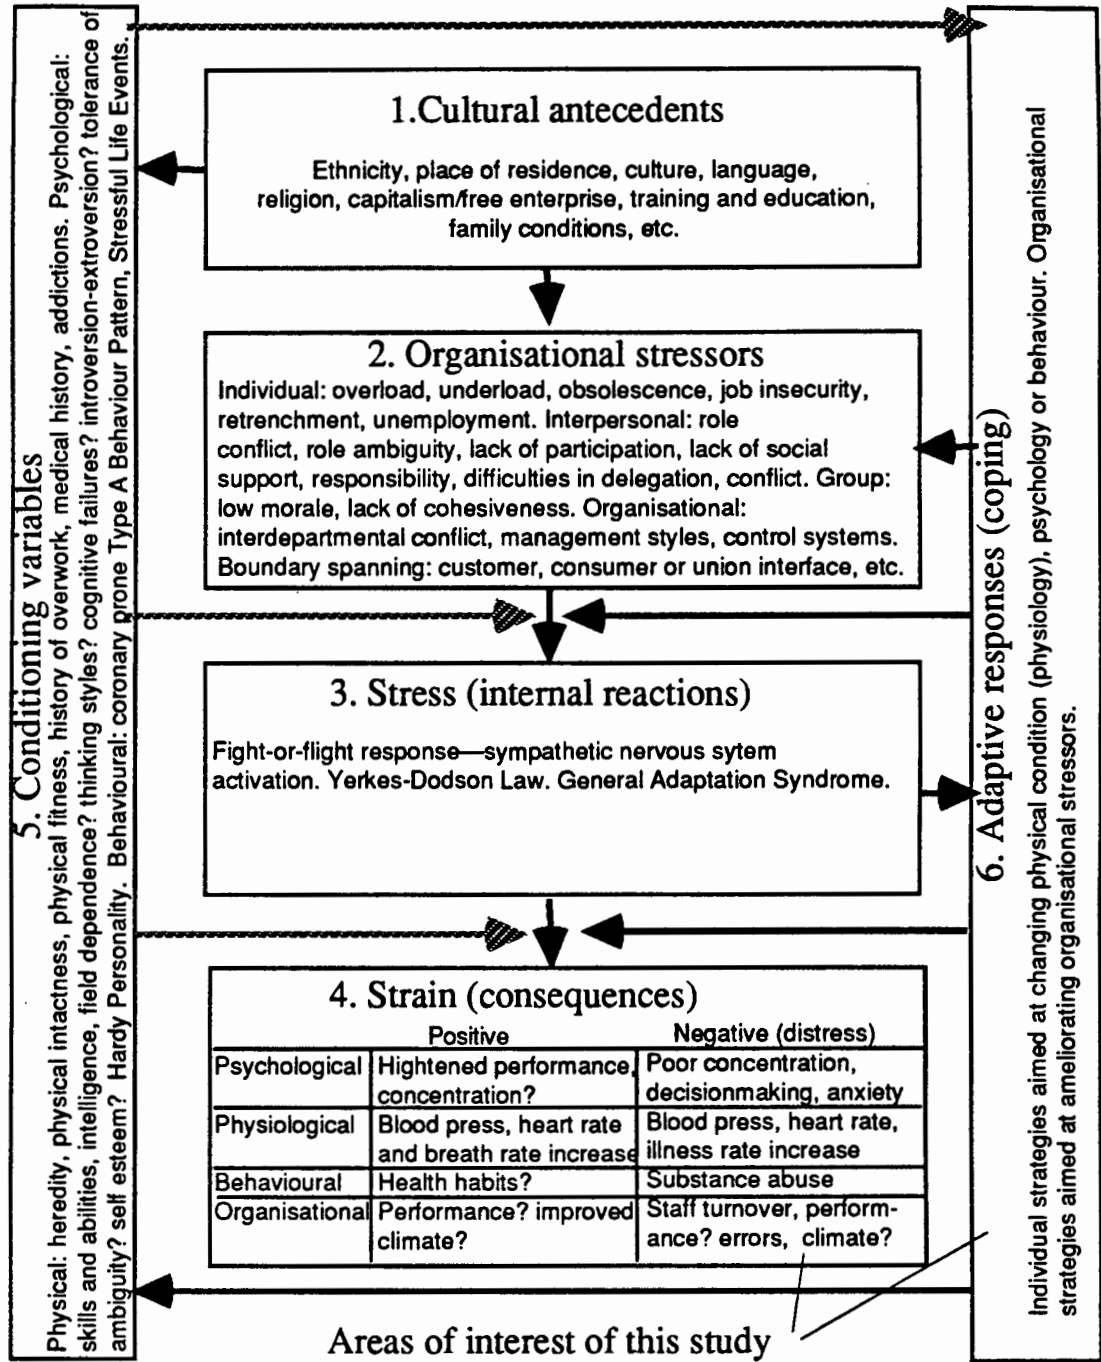 5. Conditioning variables
Physical: heredity, physical intactness, physical fitness, history of overwork, medical history, addictions. Psychological:
skills and abilities, intelligence, field dependence? thinking styles? cognitive failures? introversion-extroversion? tolerance of
ambiguity? self esteem? Hardy Personality. Behavioural: coronary prone Type A Behaviour Pattern, Stressful Life Events.
1.Cultural antecedents
Ethnicity, place of residence, culture, language,
religion, capitalism/free enterprise, training and education,
family conditions, etc.
2. Organisational stressors
Individual: overload, underload, obsolescence, job insecurity,
retrenchment, unemployment. Interpersonal: role
conflict, role ambiguity, lack of participation, lack of social
support, responsibility, difficulties in delegation, conflict. Group:
low morale, lack of cohesiveness. Organisational:
interdepartmental conflict, management styles, control systems.
Boundary spanning: customer, consumer or union interface, etc.
3. Stress (internal reactions)
Fight-or-flight response—sympathetic nervous sytem
activation. Yerkes-Dodson Law. General Adaptation Syndrome.
4. Strain (consequences)
Positive Negative (distress)
Psychological Hightened performance, Poor concentration,
concentration? decisionmaking, anxiety
Physiological Blood press, heart rate Blood press, heart rate,
and breath rate increase illness rate increase
Behavioural Health habits? Substance abuse
Organisational Performance? improved Staff turnover, perform-
climate? ance? errors, climate?
Areas of interest of this study
6. Adaptive responses (coping)
Individual strategies aimed at changing physical condition (physiology), psychology or behaviour. Organisational
strategies aimed at ameliorating organisational stressors.